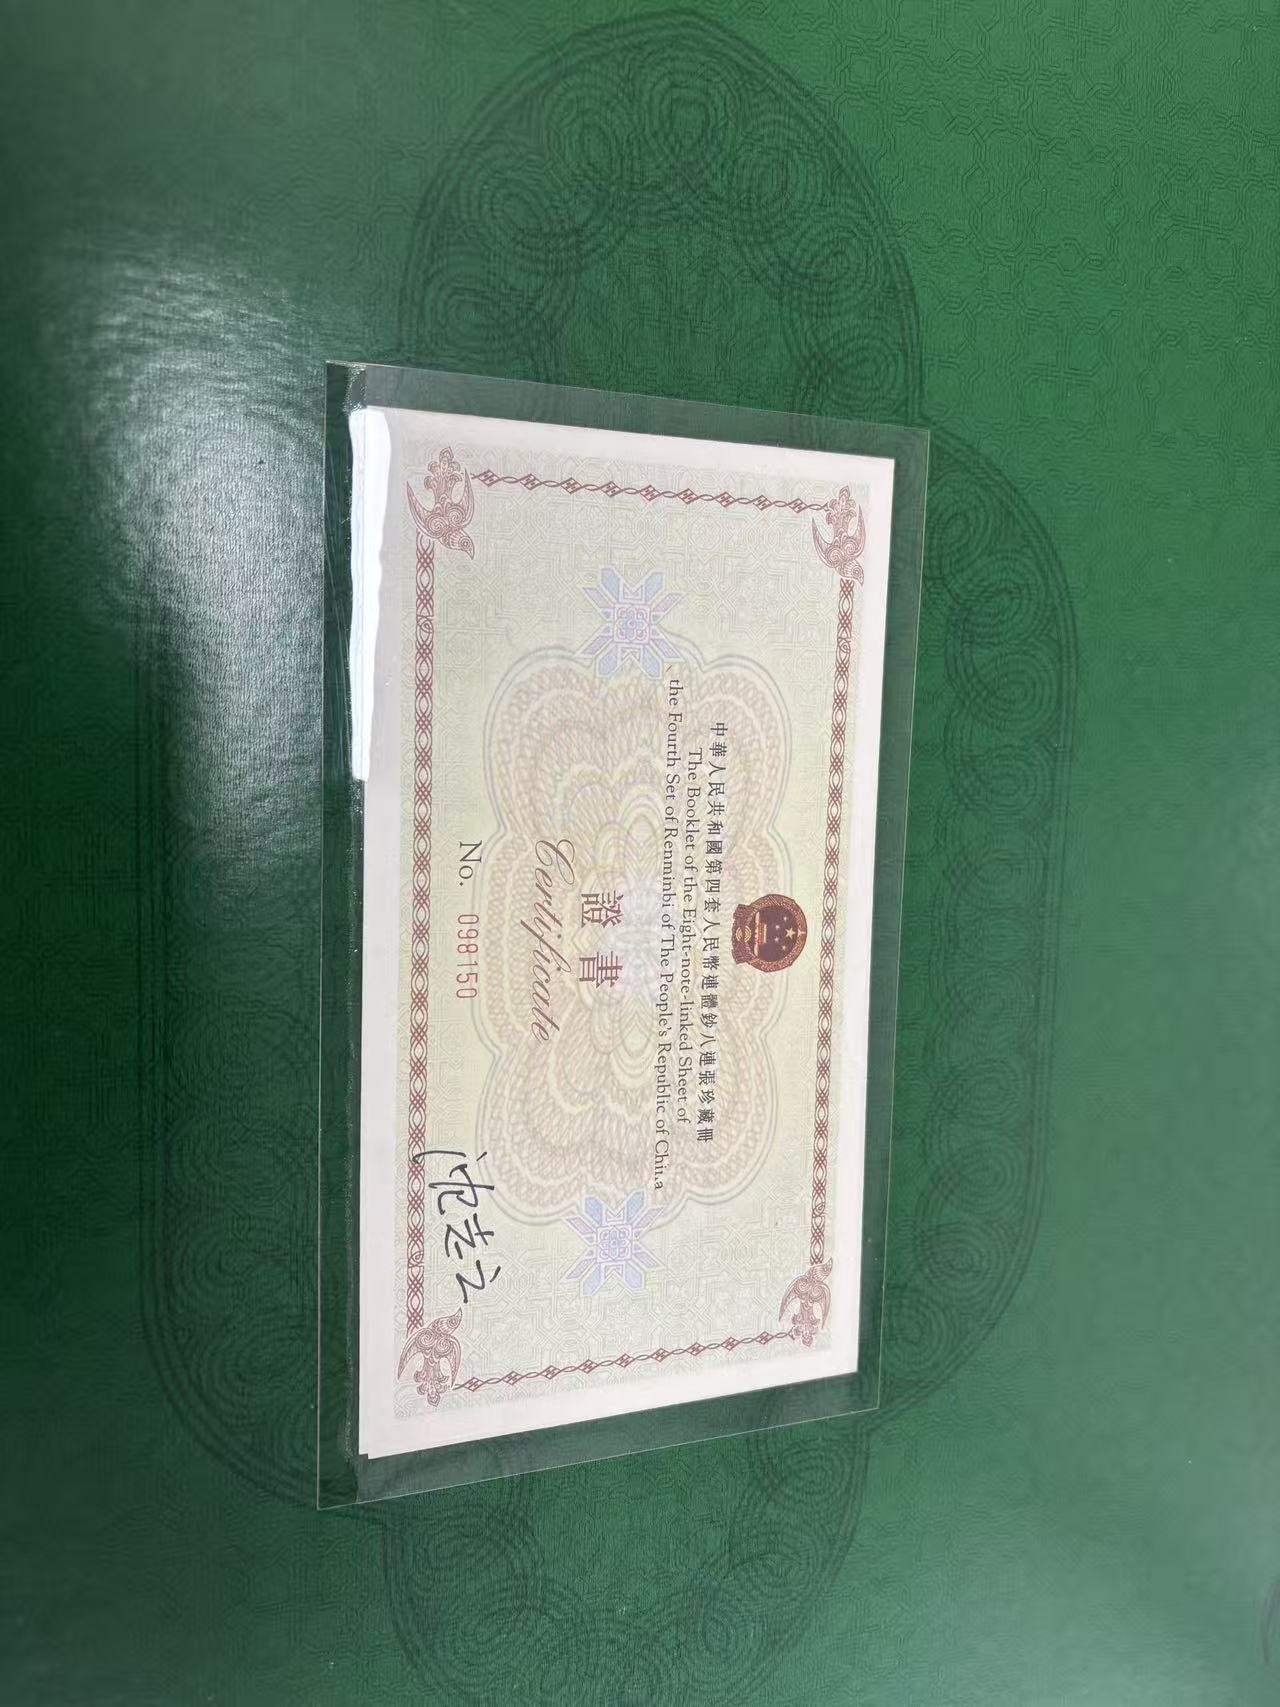 中華人民共和國第四套人民幣連體鈔八連張珍藏冊
The Booklet of the Eight-note-linked Sheet of
the Fourth Set of Renminbi of The People's Republic of China
證書
Certificate
No. 098150